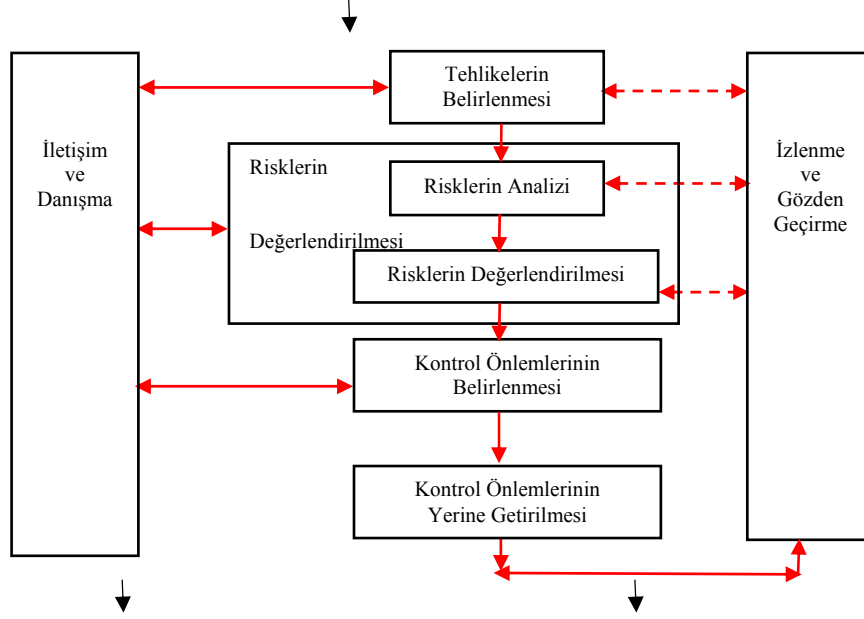 İletişim
ve
Danışma
Tehlikelerin
Belirlenmesi
Risklerin
Değerlendirilmesi
Risklerin Analizi
Risklerin Değerlendirilmesi
Kontrol Önlemlerinin
Belirlenmesi
Kontrol Önlemlerinin
Yerine Getirilmesi
İzlenme
ve
Gözden
Geçirme